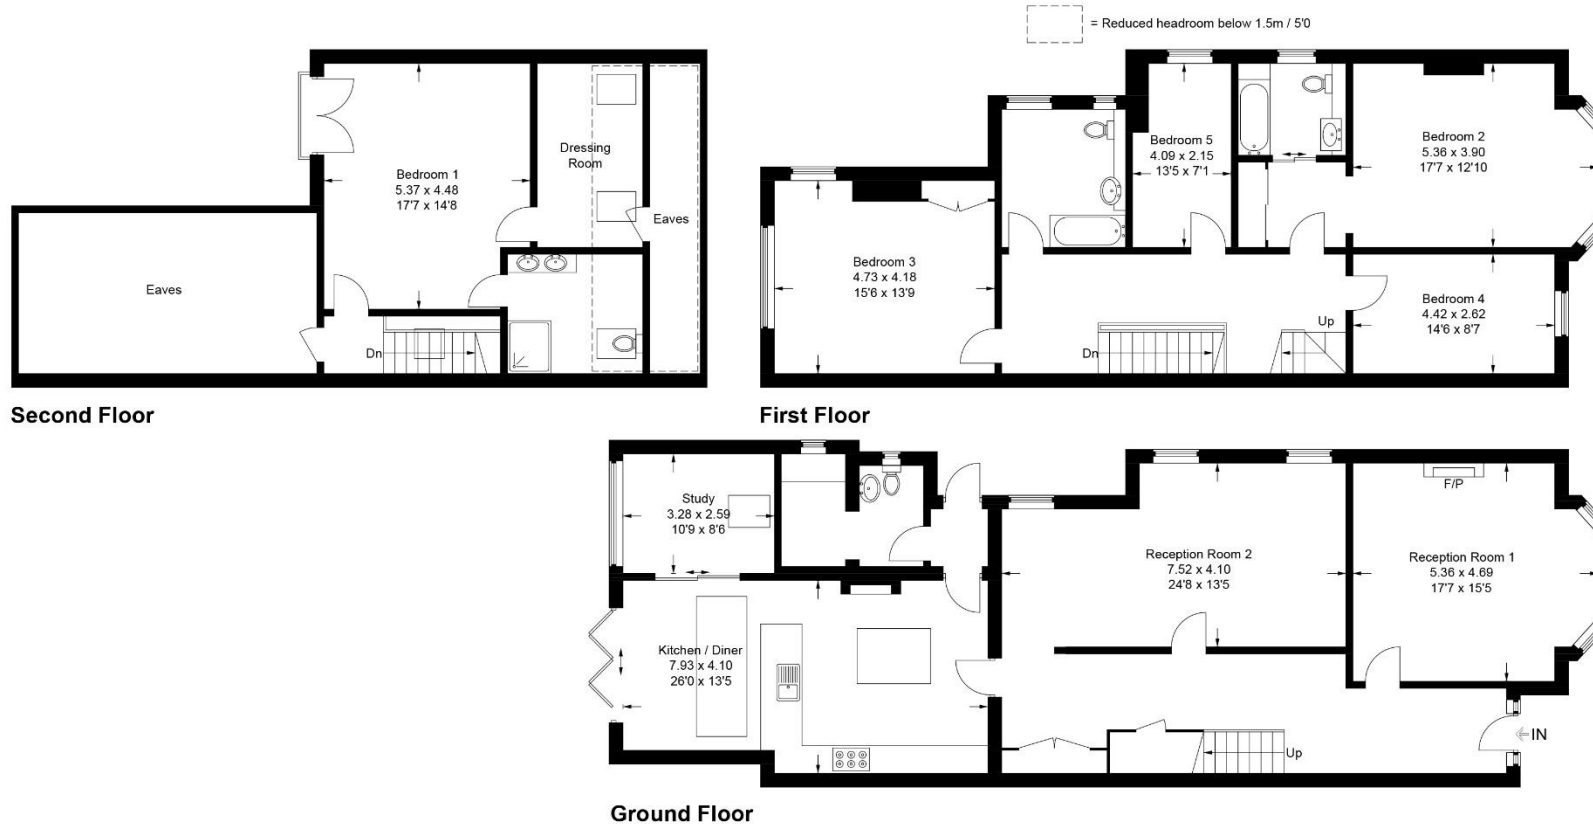 = Reduced headroom below 1.5m / 5'0
Bedroom 1
5.37 x 4.48
17'7 x 14'8
Dressing
Room
Eaves
Eaves
Dn
Second Floor
Bedroom 3
4.73 x 4.18
15'6 x 13'9
Bedroom 5
4.09 x 2.15
13'5 x 7'1
Bedroom 2
5.36 x 3.90
17'7 x 12'10
Bedroom 4
4.42 x 2.62
14'6 x 8'7
Dn
Up
First Floor
Study
3.28 x 2.59
10'9 x 8'6
Kitchen / Diner
7.93 x 4.10
26'0 x 13'5
Reception Room 2
7.52 x 4.10
24'8 x 13'5
F/P
Reception Room 1
5.36 x 4.69
17'7 x 15'5
Up
IN
Ground Floor